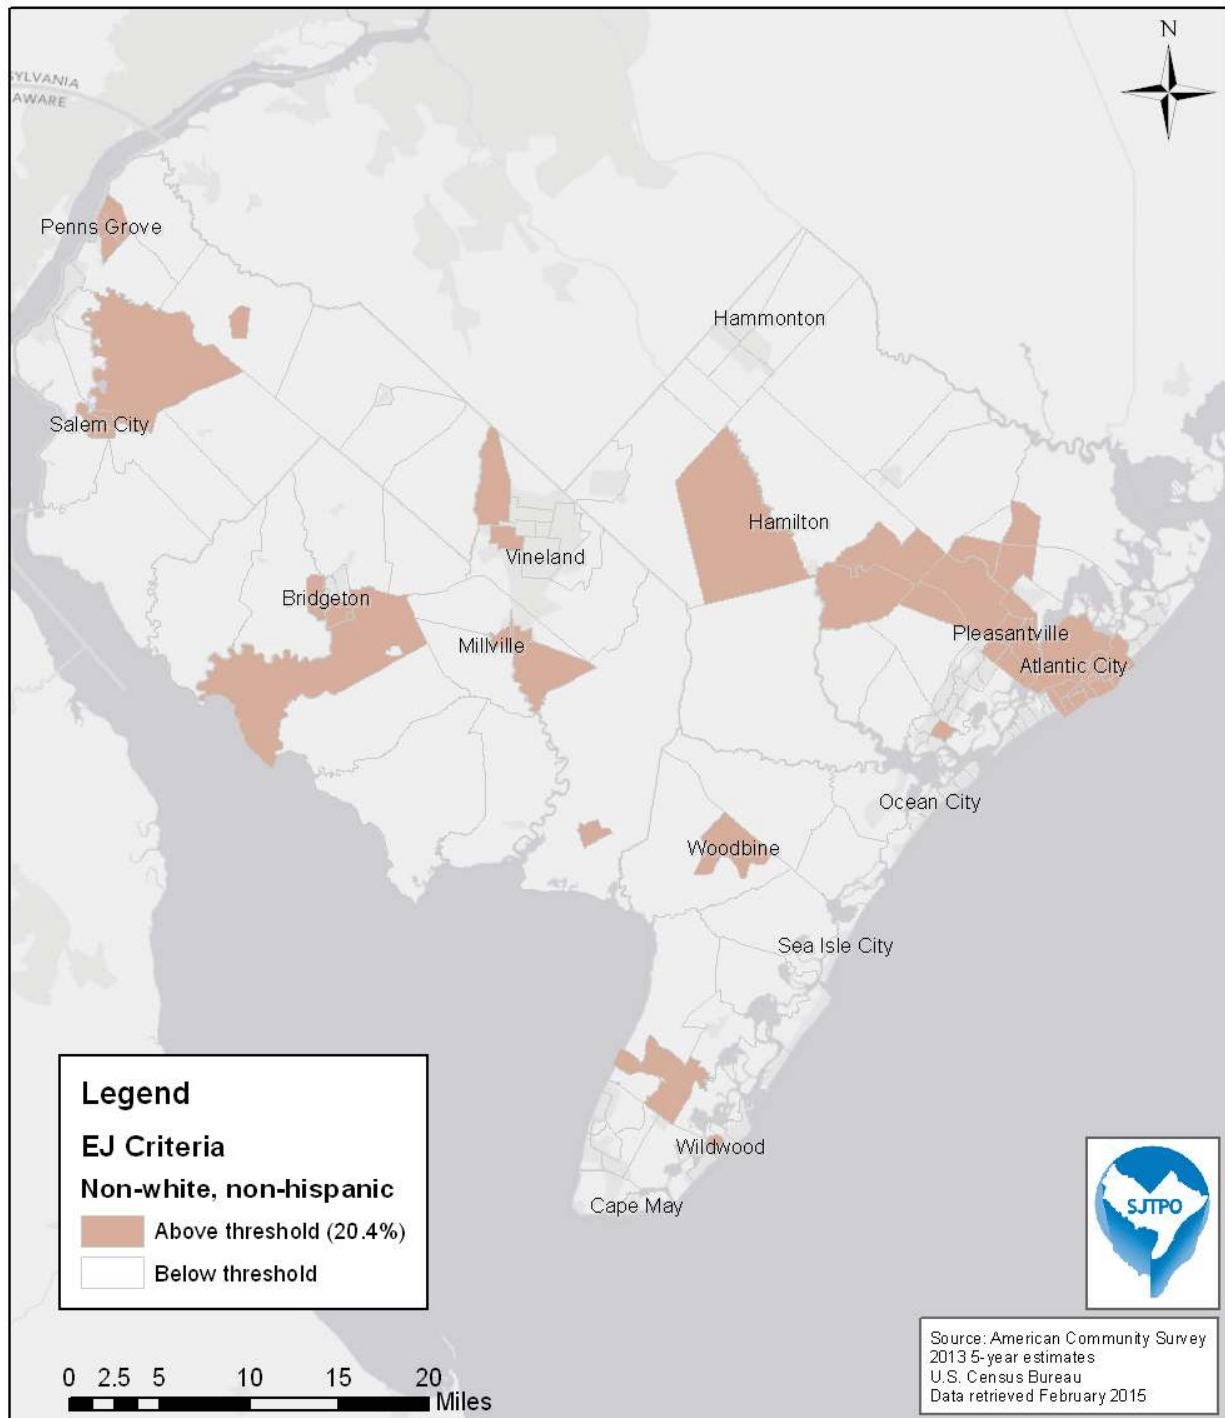 N
SYLVANIA
AWARE
Penns Grove
Hammonton
Salem City
Hamilton
Vineland
Bridgeton
Millville
Pleasantville
Atlantic City
Ocean City
Woodbine
Sea Isle City
Wildwood
Cape May
Legend
EJ Criteria
Non-white, non-hispanic
Above threshold (20.4%)
Below threshold
SJTPO
Source: American Community Survey
2013 5-year estimates
U.S. Census Bureau
Data retrieved February 2015
0 2.5 5 10 15 20
Miles